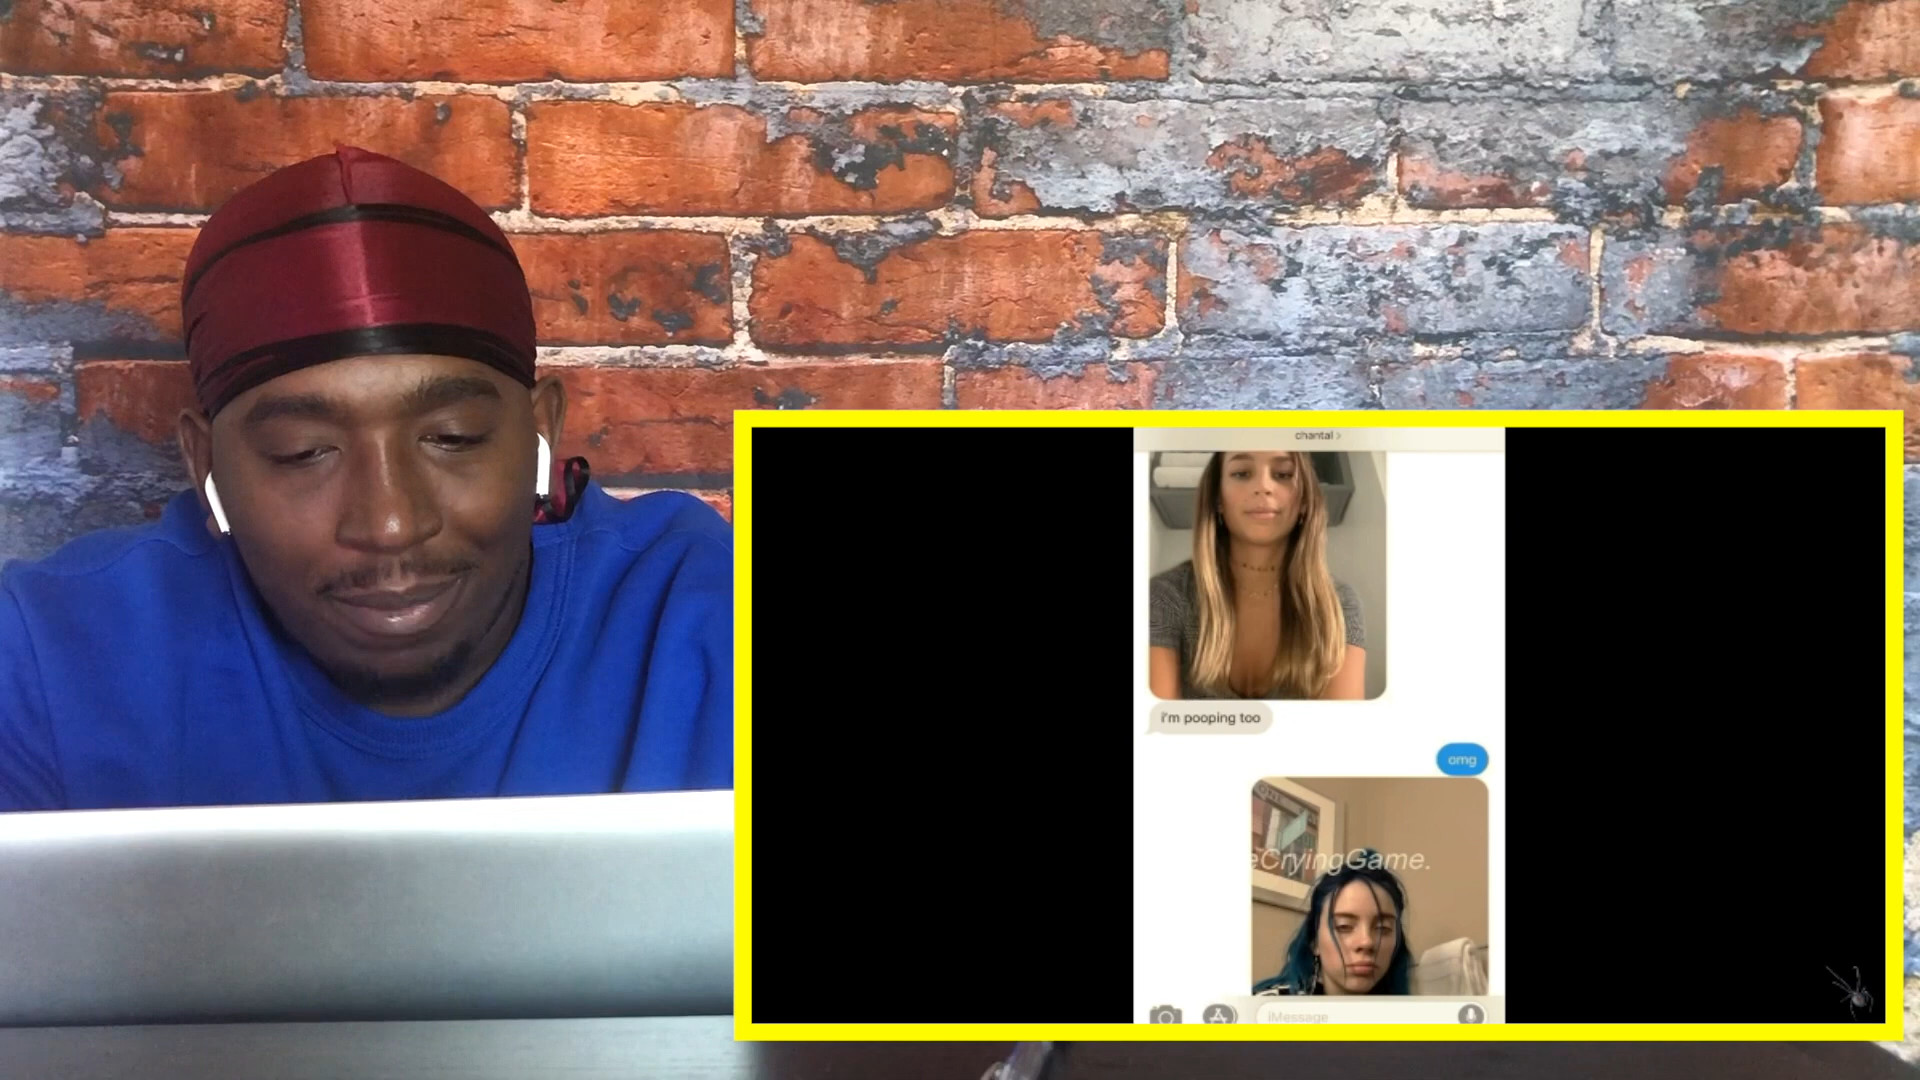 chantal >
i'm pooping too
omg
eCryingGame.
iMessage